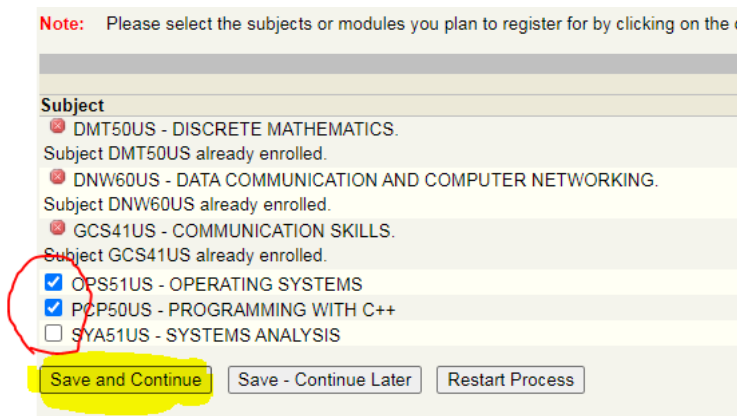 Note: Please select the subjects or modules you plan to register for by clicking on the
Subject
DMT50US - DISCRETE MATHEMATICS.
Subject DMT50US already enrolled.
DNW60US - DATA COMMUNICATION AND COMPUTER NETWORKING.
Subject DNW60US already enrolled.
GCS41US - COMMUNICATION SKILLS.
Subject GCS41US already enrolled.
OPS51US - OPERATING SYSTEMS
PCP50US - PROGRAMMING WITH C++
SYA51US - SYSTEMS ANALYSIS
Save and Continue Save - Continue Later Restart Process